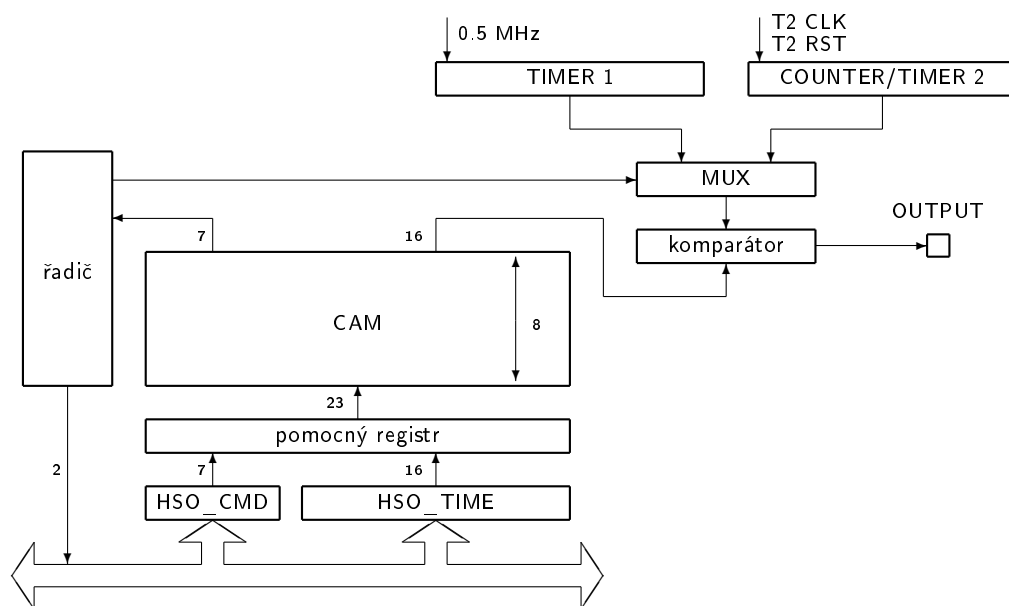 0.5 MHz
T2 CLK
T2 RST
TIMER 1
COUNTER/TIMER 2
MUX
OUTPUT
komparátor
7
16
řadič
CAM
8
23
pomocný registr
2
7
16
HSO_CMD
HSO_TIME